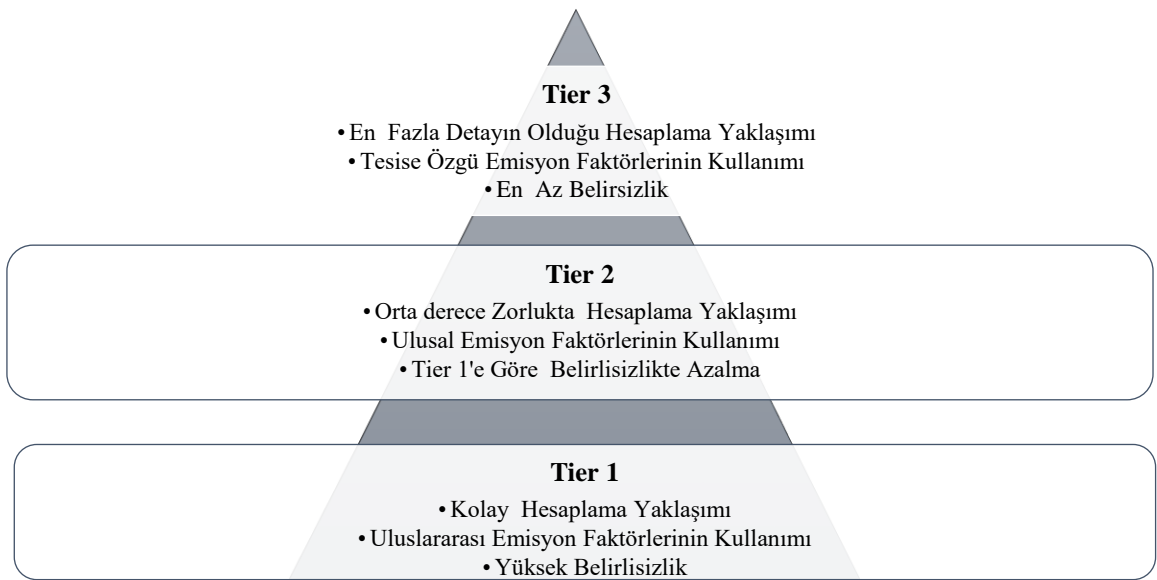 Tier 3
• En Fazla Detayın Olduğu Hesaplama Yaklaşımı
• Tesise Özgü Emisyon Faktörlerinin Kullanımı
• En Az Belirsizlik
Tier 2
• Orta derece Zorlukta Hesaplama Yaklaşımı
• Ulusal Emisyon Faktörlerinin Kullanımı
• Tier 1'e Göre Belirlisizlikte Azalma
Tier 1
• Kolay Hesaplama Yaklaşımı
• Uluslararası Emisyon Faktörlerinin Kullanımı
• Yüksek Belirlisizlik